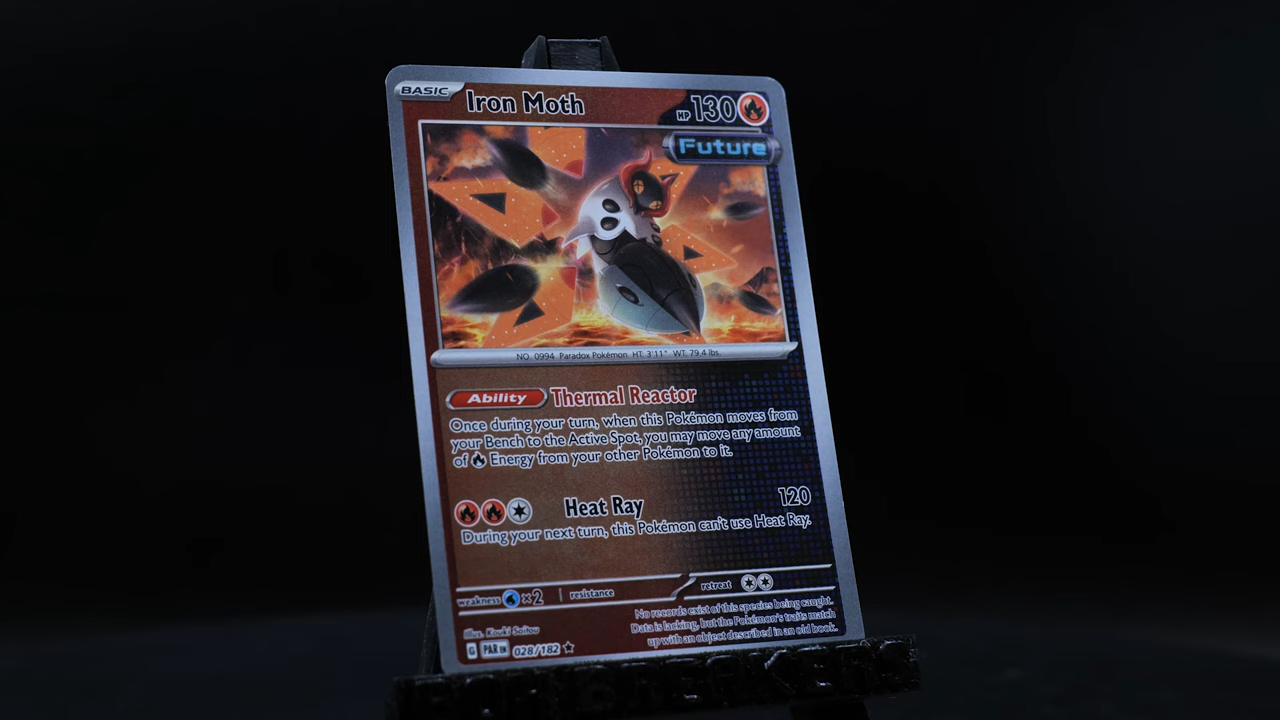 BASIC Iron Moth HP 130
Future
NO. 0994 Paradox Pokémon HT: 3'11" WT: 79.4 lbs.
Ability Thermal Reactor
Once during your turn, when this Pokémon moves from
your Bench to the Active Spot, you may move any amount
of Energy from your other Pokémon to it.
Heat Ray 120
During your next turn, this Pokémon can't use Heat Ray.
weakness ×2 resistance retreat
No records exist of this species being caught.
Data is lacking, but the Pokémon's traits match
up with an object described in an old book.
Illus. Kouki Saitou
G PAR EN 028/182